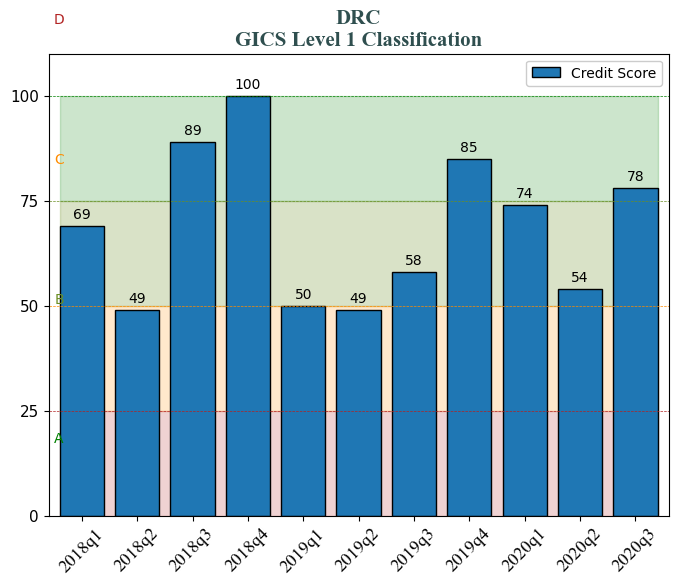 D
DRC
GICS Level 1 Classification
Credit Score
100
75
50
25
0
C
B
A
69
49
89
100
50
49
58
85
74
54
78
2018q1
2018q2
2018q3
2018q4
2019q1
2019q2
2019q3
2019q4
2020q1
2020q2
2020q3